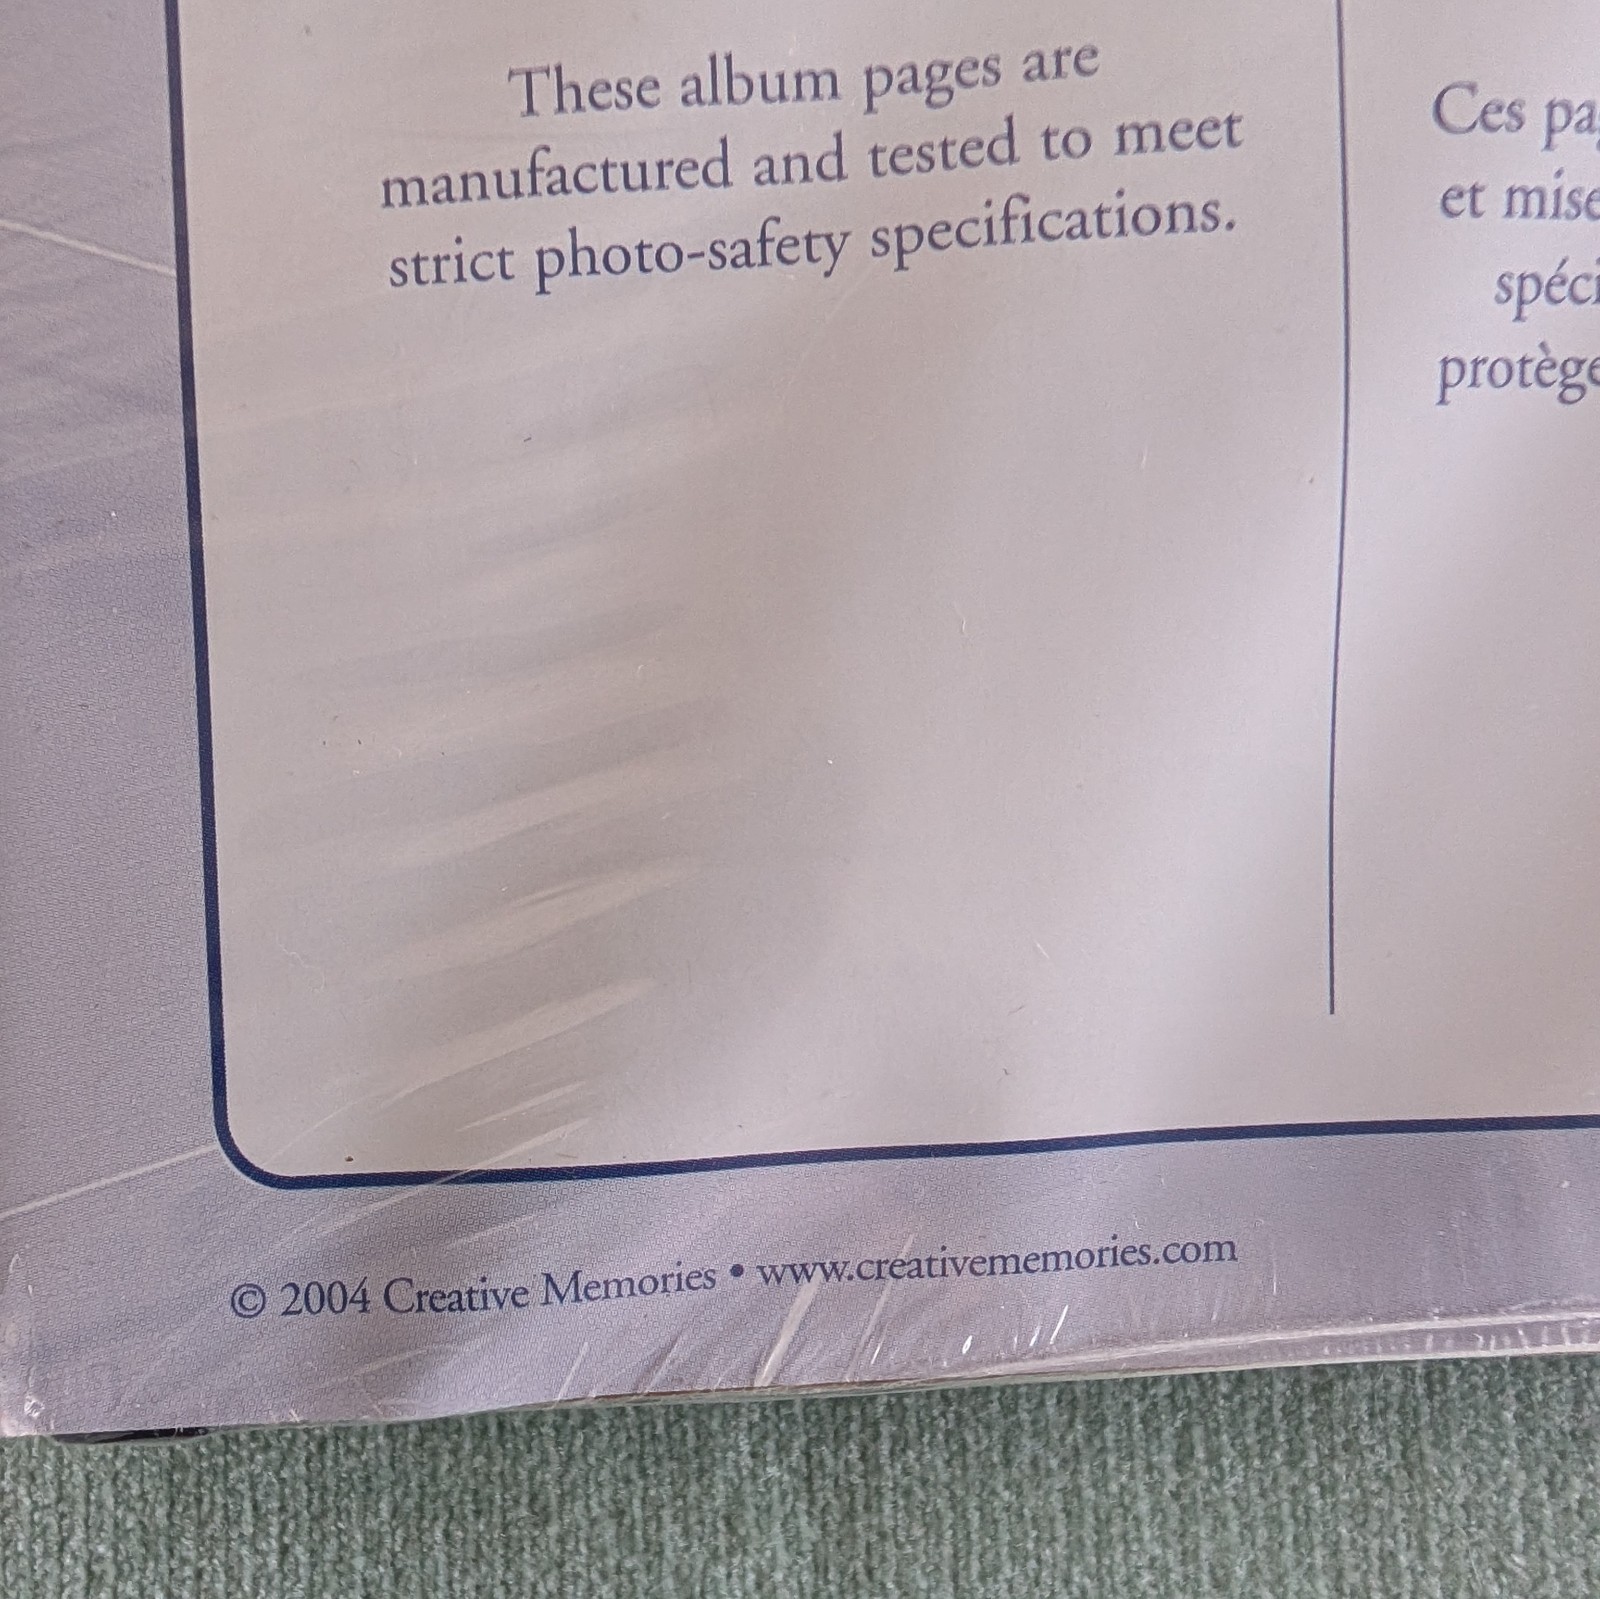 These album pages are
manufactured and tested to meet
strict photo-safety specifications.
Ces
et
© 2004 Creative Memories • www.creativememories.com